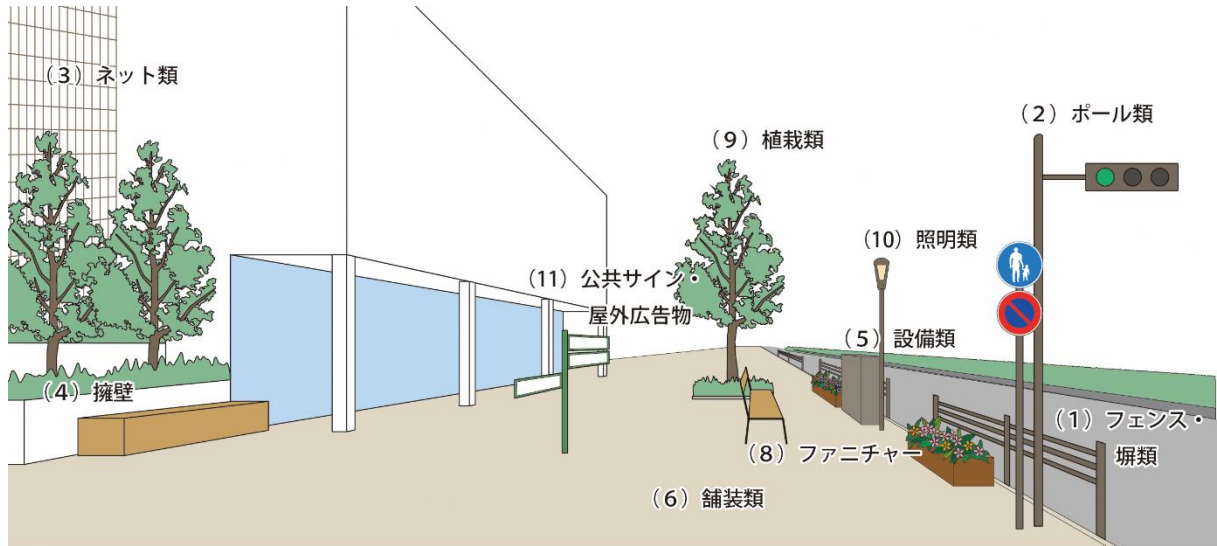 （3）ネット類
（2）ポール類
（9）植栽類
（10）照明類
（11）公共サイン・
屋外広告物
（5）設備類
（4）擁壁
（1）フェンス・
塀類
（8）ファニチャー
（6）舗装類